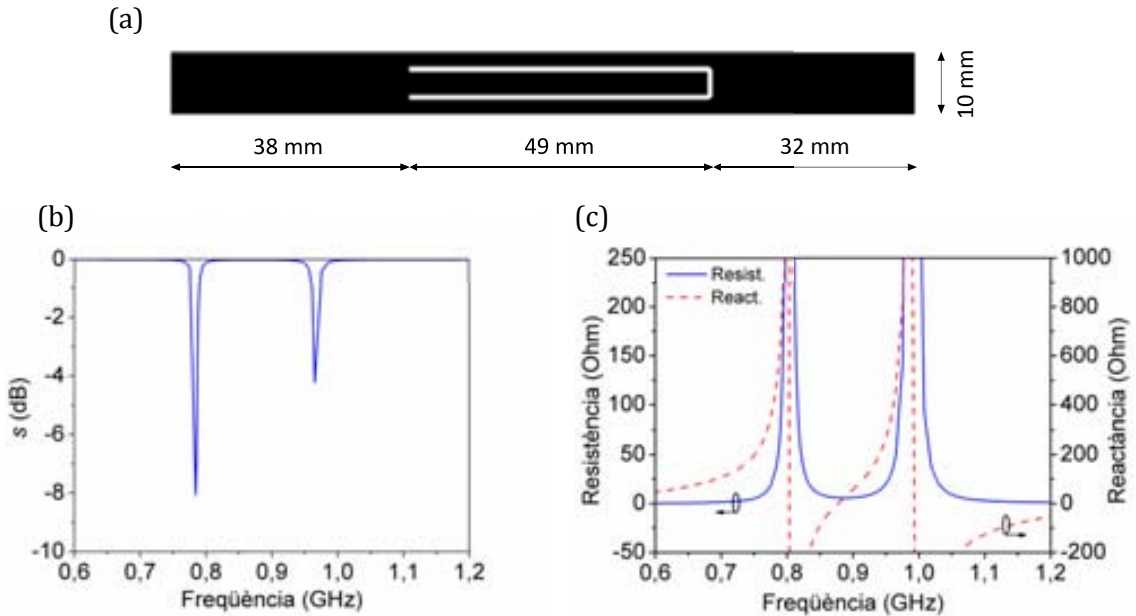 (a)
10 mm
38 mm
49 mm
32 mm
(b)
0
-2
-4
-6
-8
-10
s (dB)
0,6
0,7
0,8
0,9
1,0
1,1
1,2
Freqüència (GHz)
(c)
250
200
150
100
50
0
-50
Resistència (Ohm)
Resist.
React.
1000
800
600
400
200
0
-200
Reactància (Ohm)
0,6
0,7
0,8
0,9
1,0
1,1
1,2
Freqüència (GHz)